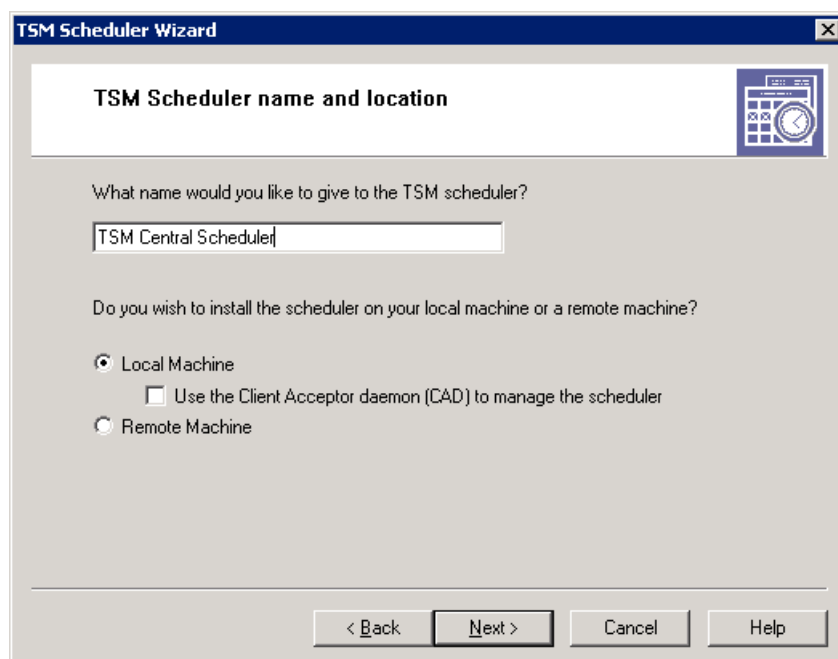 TSM Scheduler Wizard
TSM Scheduler name and location
What name would you like to give to the TSM scheduler?
TSM Central Scheduler
Do you wish to install the scheduler on your local machine or a remote machine?
Local Machine
Use the Client Acceptor daemon (CAD) to manage the scheduler
Remote Machine
< Back Next > Cancel Help